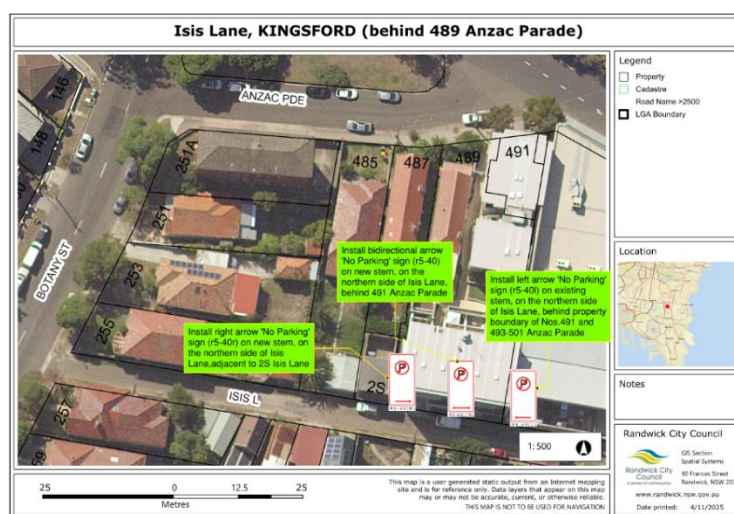 Isis Lane, KINGSFORD (behind 489 Anzac Parade)
Legend
Property
Cadastre
Road Name >2500
LGA Boundary
ANZAC PDE
146
148
251A
251
253
255
257
485
487
489
491
BOTANY ST
ISIS L
2S
Install bidirectional arrow
'No Parking' sign (r5-40)
on new stem, on the
northern side of Isis Lane,
behind 491 Anzac Parade
Install left arrow 'No Parking'
sign (r5-40l) on existing
stem, on the northern side
of Isis Lane, behind property
boundary of Nos.491 and
493-501 Anzac Parade
Install right arrow 'No Parking'
sign (r5-40r) on new stem, on
the northern side of Isis
Lane,adjacent to 2S Isis Lane
P
P
P
1:500
Location
Notes
Randwick City Council
Randwick City
Council
GIS Section
Spatial Systems
30 Frances Street
Randwick, NSW 20
www.randwick.nsw.gov.au
Date printed: 4/11/2025
25 0 12.5 25
Metres
This map is a user generated static output from an Internet mapping
site and is for reference only. Data layers that appear on this map
may or may not be accurate, current, or otherwise reliable.
THIS MAP IS NOT TO BE USED FOR NAVIGATION